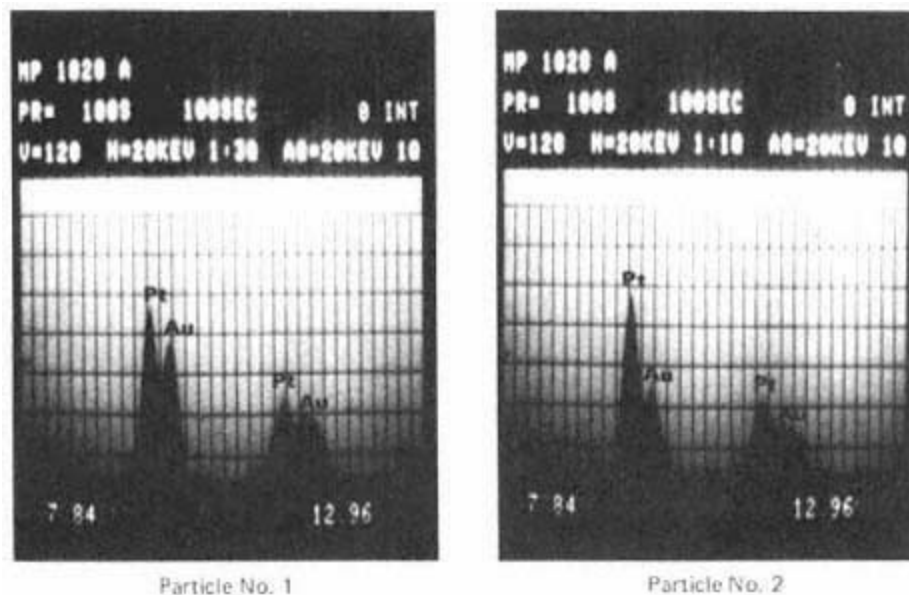 MP 1020 A
PR= 100S 100SEC 0 INT
V=120 H=20KEV 1:30 AQ=20KEV 10
Pt
Au
Pt
Au
7 84 12 96
Particle No. 1
MP 1020 A
PR= 100S 100SEC 0 INT
V=120 H=20KEV 1:10 AQ=20KEV 10
Pt
Au
Pt
Au
7 84 12 96
Particle No. 2